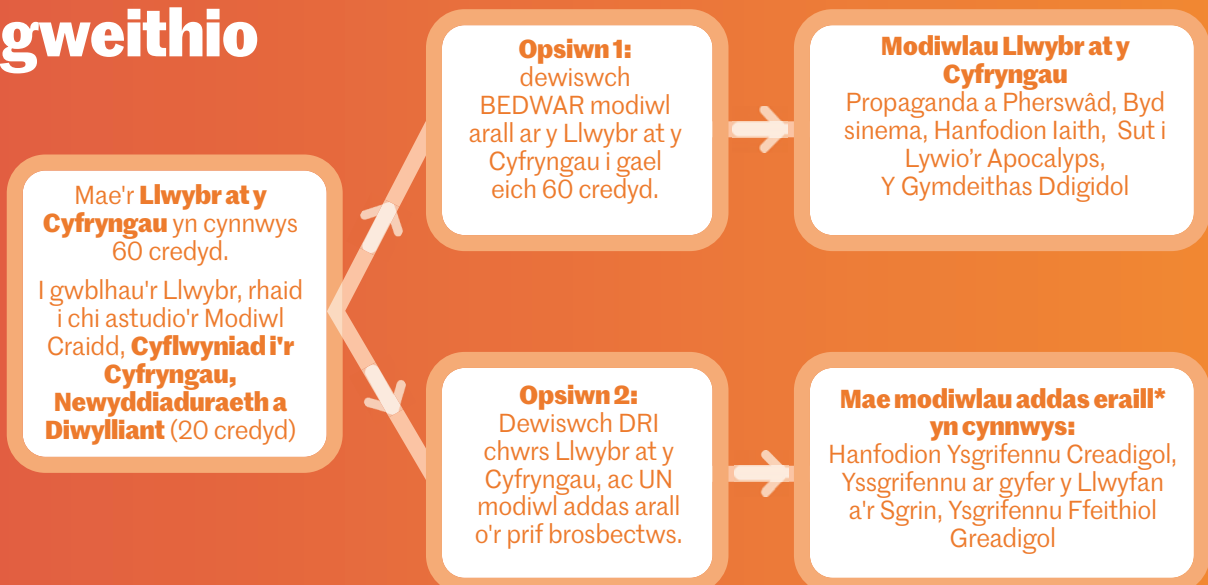 gweithio
Mae'r Llwybr at y
Cyfryngau yn cynnwys
60 credyd.
I gwblhau'r Llwybr, rhaid
i chi astudio'r Modiwl
Craidd, Cyflwyniad i'r
Cyfryngau,
Newyddiaduraeth a
Diwylliant (20 credyd)
Opsiwn 1:
dewiswch
BEDWAR modiwl
arall ar y Llwybr at y
Cyfryngau i gael
eich 60 credyd.
Modiwlau Llwybr at y
Cyfryngau
Propaganda a Pherswâd, Byd
sinema, Hanfodion Iaith, Sut i
Lywio'r Apocalyps,
Y Gymdeithas Ddigidol
Opsiwn 2:
Dewiswch DRI
chwrs Llwybr at y
Cyfryngau, ac UN
modiwl addas arall
o'r prif brosbectws.
Mae modiwlau addas eraill*
yn cynnwys:
Hanfodion Ysgrifennu Creadigol,
Yssgrifennu ar gyfer y Llwyfan
a'r Sgrin, Ysgrifennu Ffeithiol
Greadigol